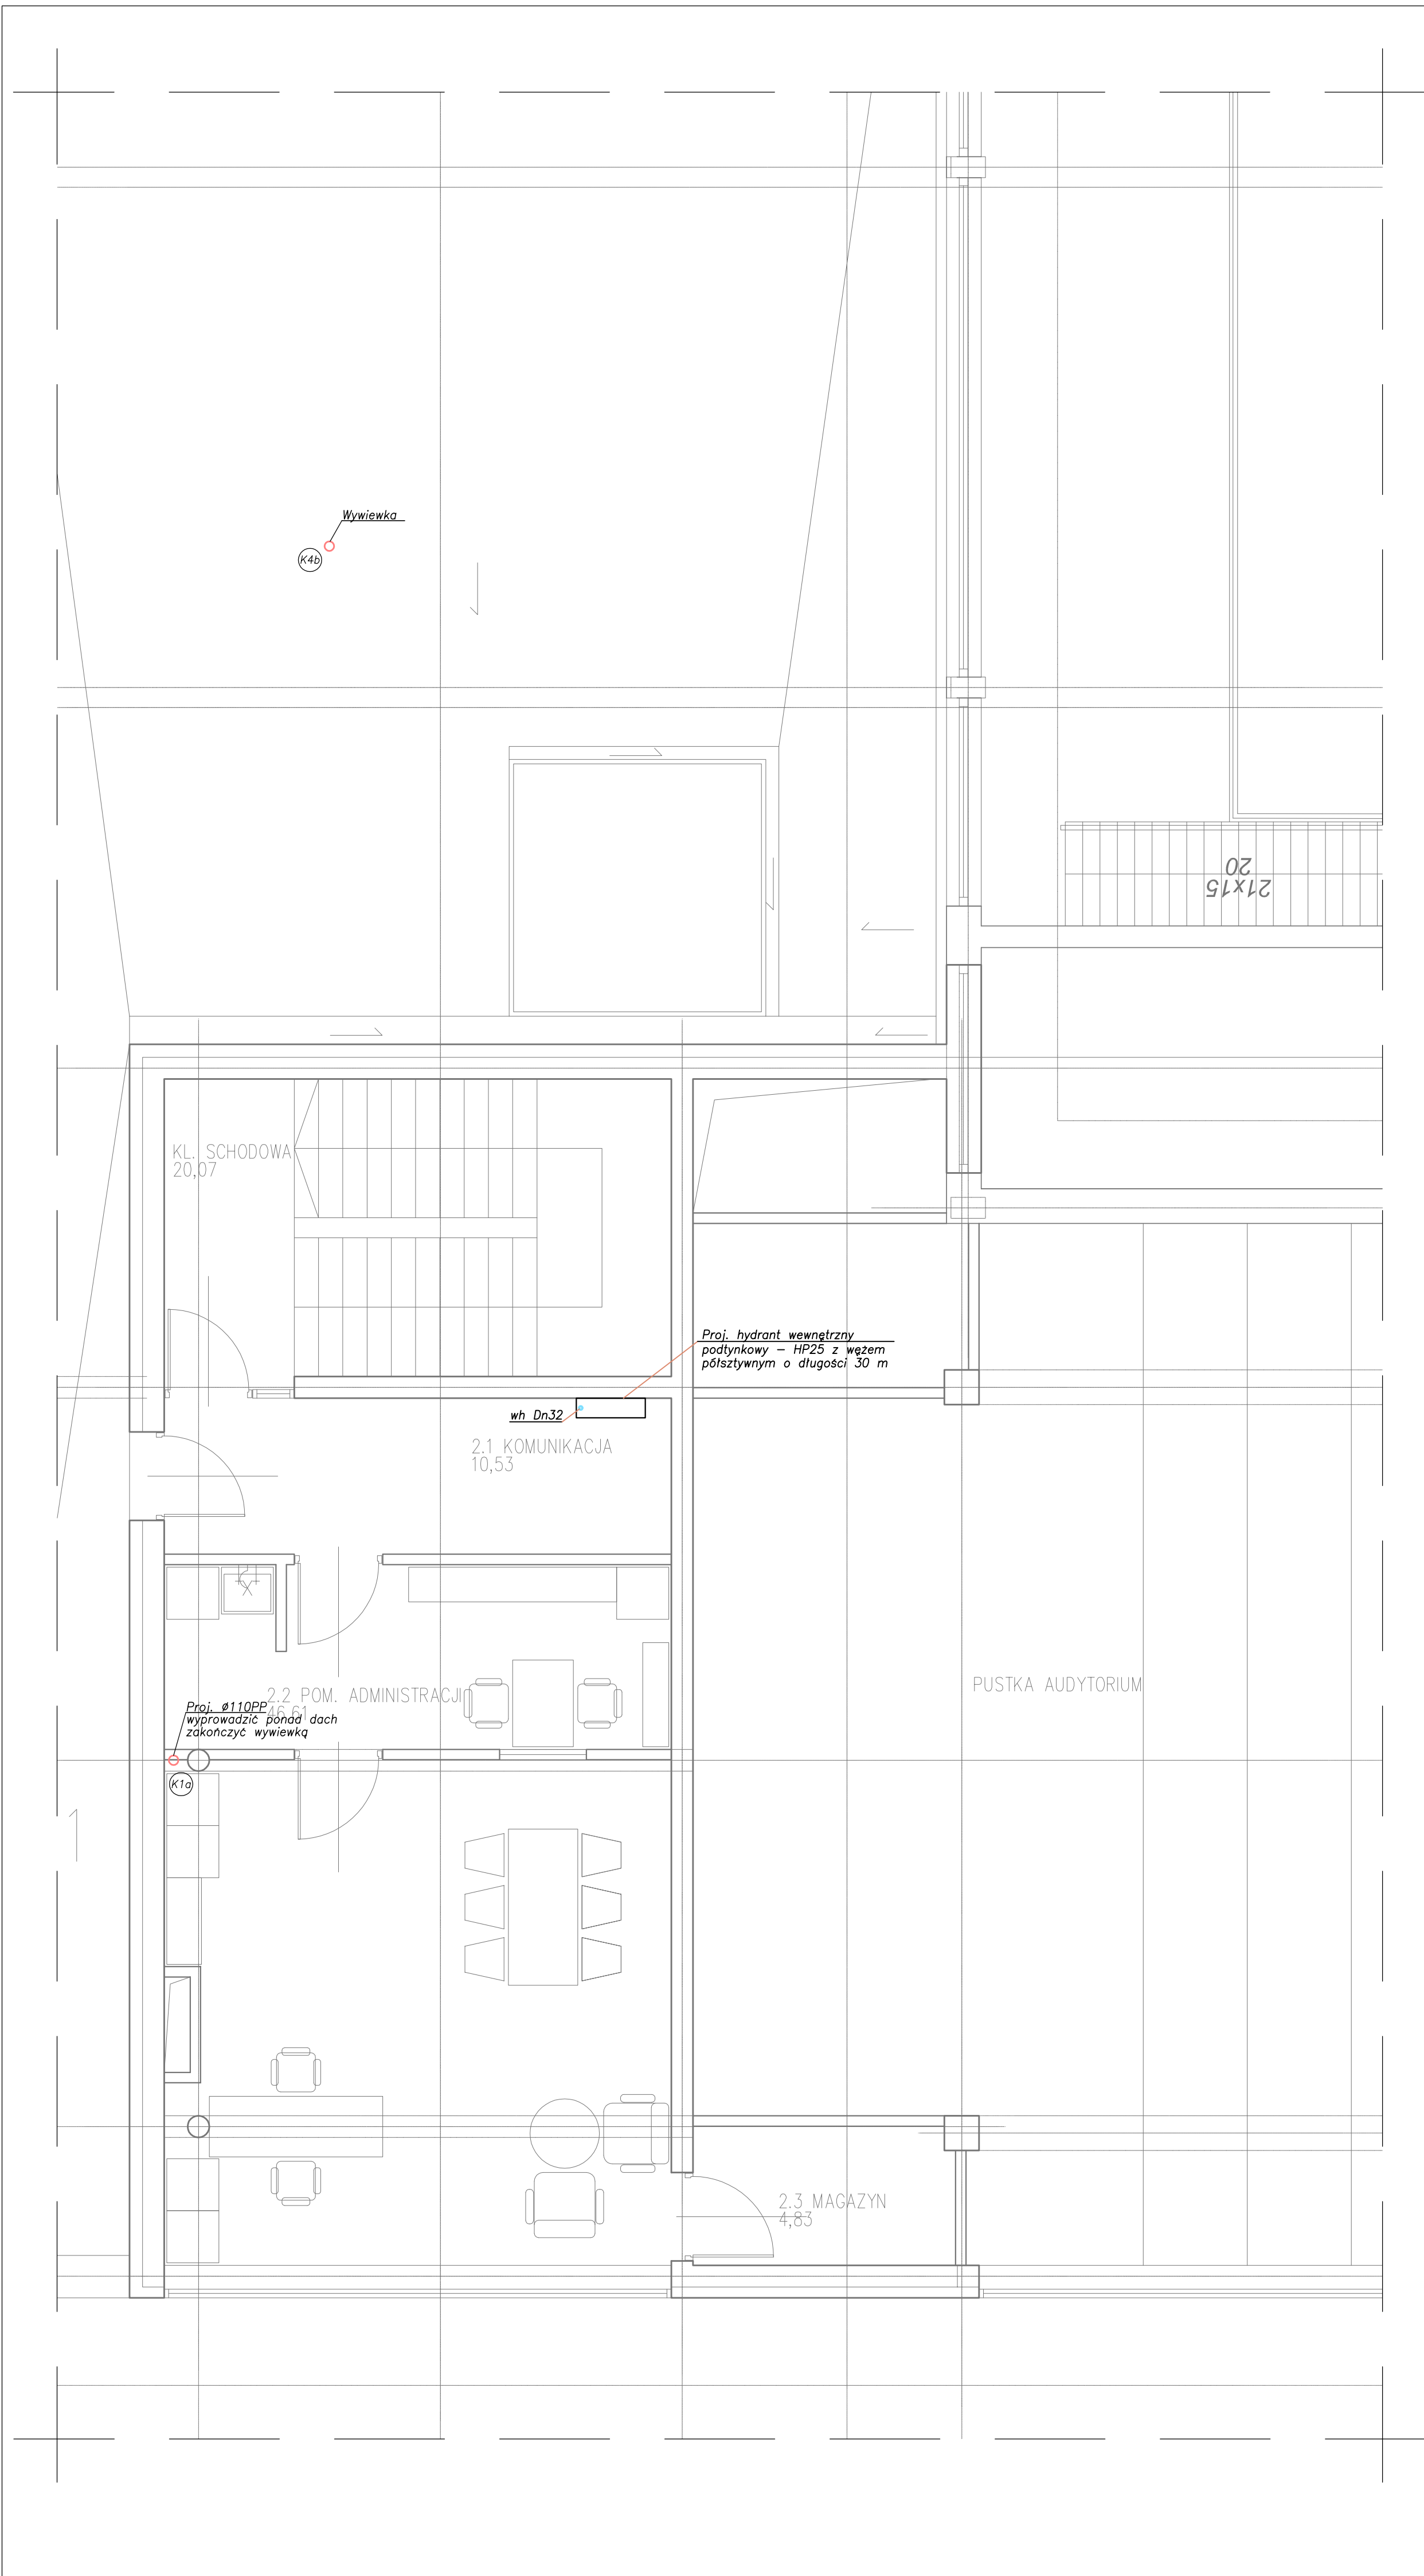 Wywiewka
K4b
20
21x15
KL. SCHODOWA
20,07
Proj. hydrant wewnętrzny
podtynkowy – HP25 z wężem
półsztywnym o długości 30 m
wh Dn32
2.1 KOMUNIKACJA
10,53
2.2 POM. ADMINISTRACJI
46,61
Proj. ø110PP
wyprowadzić ponad dach
zakończyć wywiewką
K1a
PUSTKA AUDYTORIUM
2.3 MAGAZYN
4,83